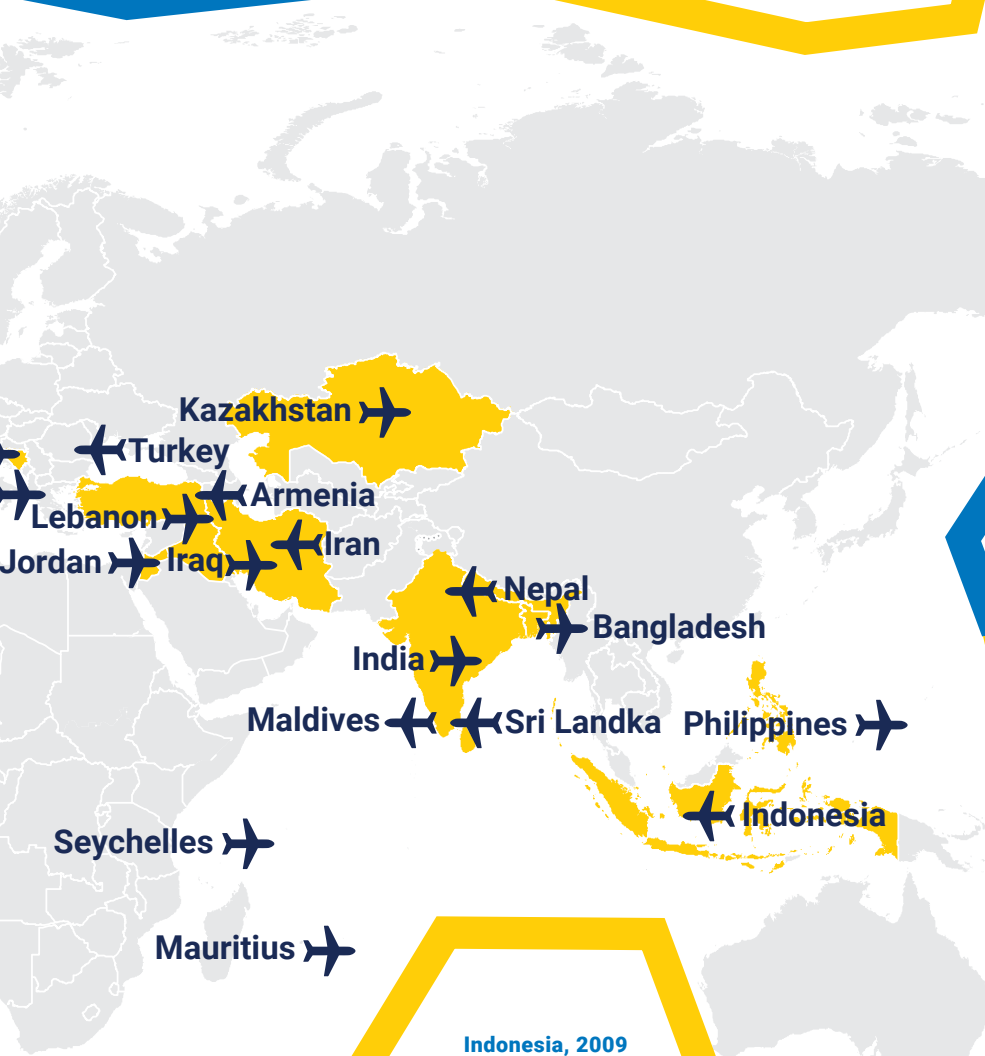 Kazakhstan
Turkey
Armenia
Lebanon
Iran
Jordan
Iraq
Nepal
Bangladesh
India
Maldives
Sri Landka
Philippines
Indonesia
Seychelles
Mauritius
Indonesia, 2009